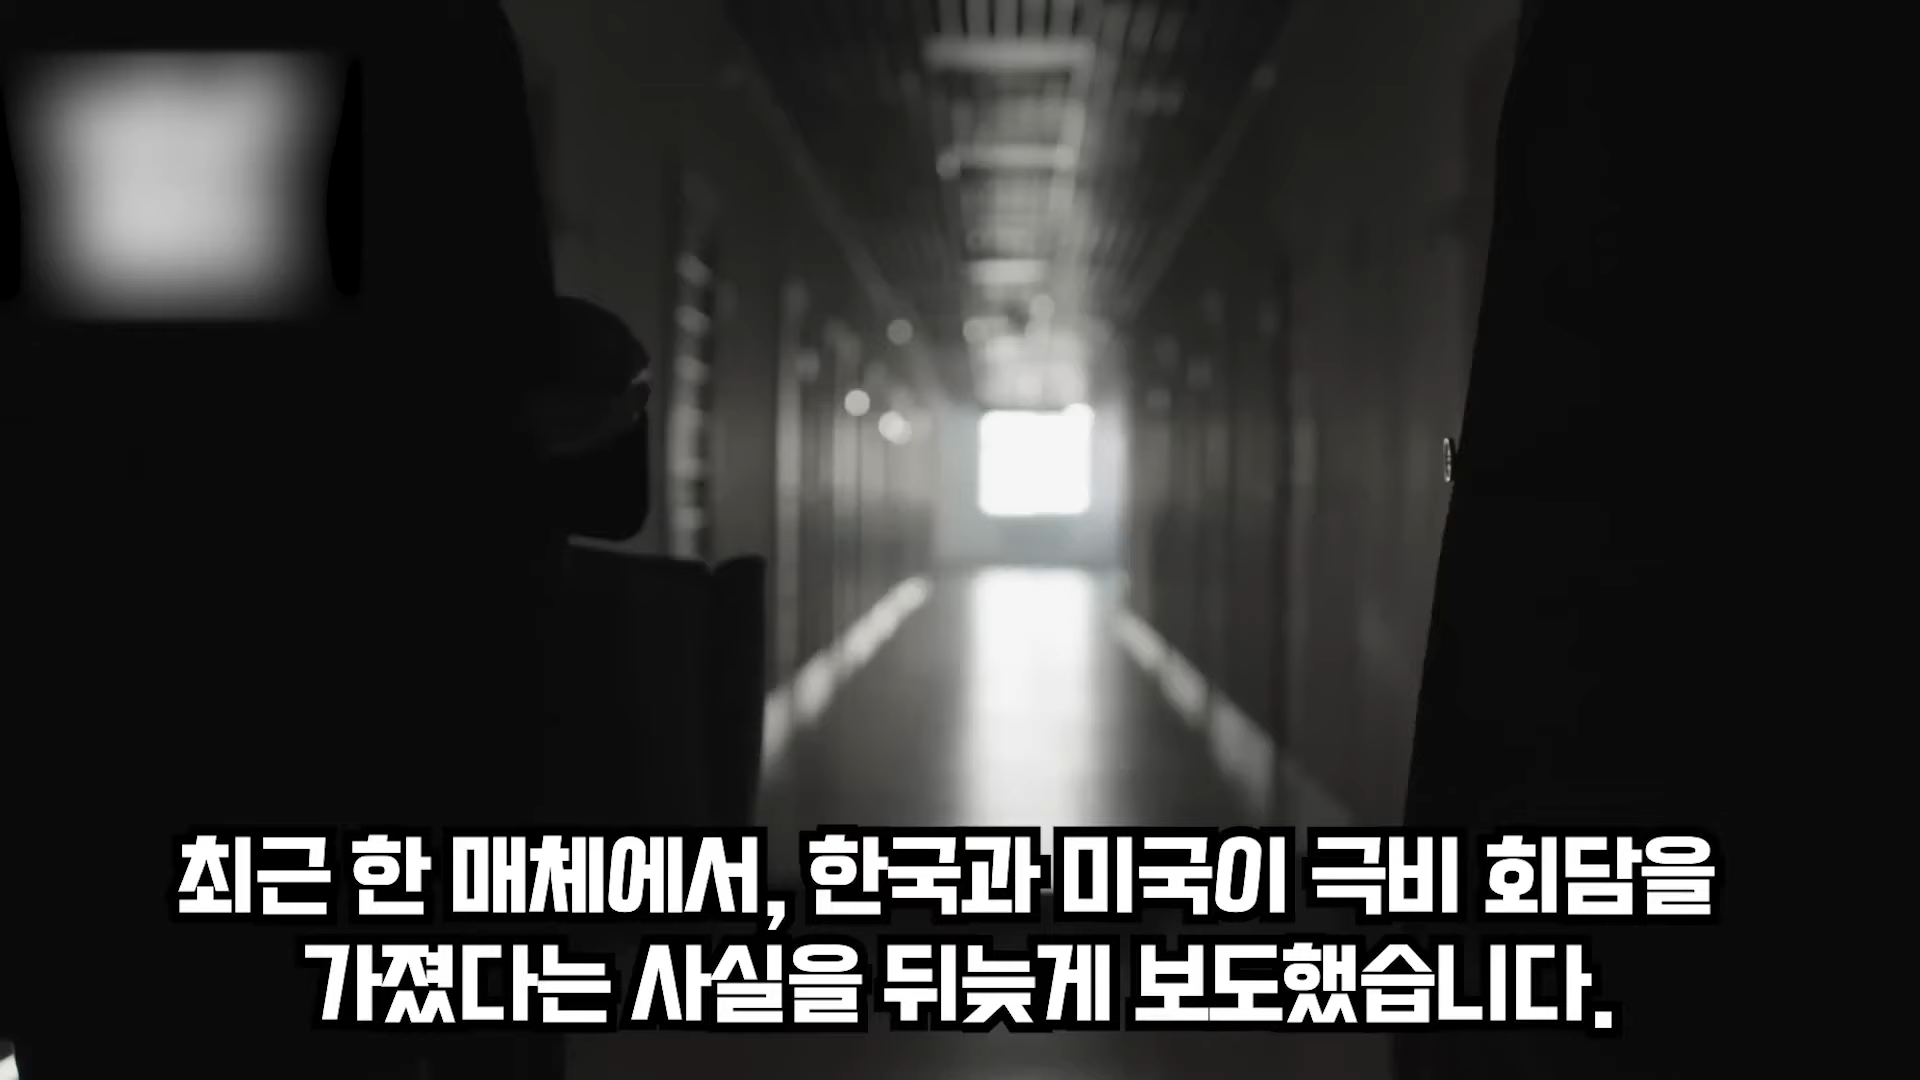 최근 한 매체에서, 한국과 미국이 극비 회담을
가졌다는 사실을 뒤늦게 보도했습니다.